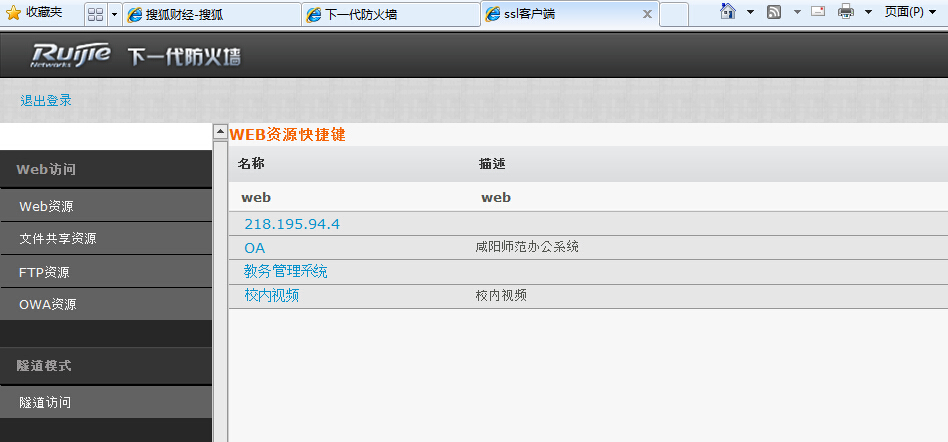 收藏夹 搜狐财经-搜狐 下一代防火墙 ssl客户端 页面(P)
Ruijie Networks 下一代防火墙
退出登录
WEB资源快捷键
Web访问 名称 描述
Web资源 web web
218.195.94.4
文件共享资源 OA 咸阳师范办公系统
FTP资源 教务管理系统
OWA资源 校内视频 校内视频
隧道模式
隧道访问